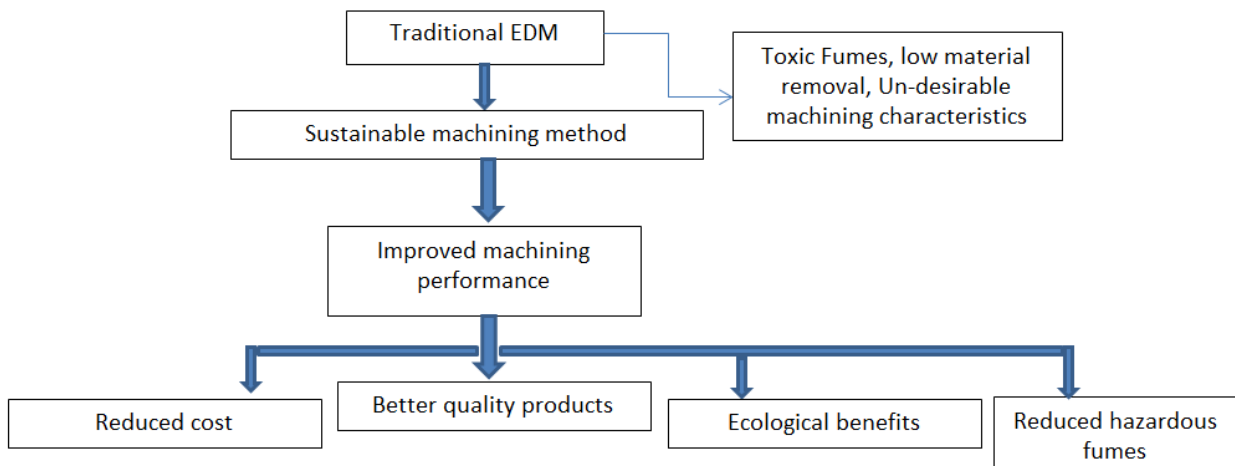 Traditional EDM
Toxic Fumes, low material
removal, Un-desirable
machining characteristics
Sustainable machining method
Improved machining
performance
Reduced cost
Better quality products
Ecological benefits
Reduced hazardous
fumes